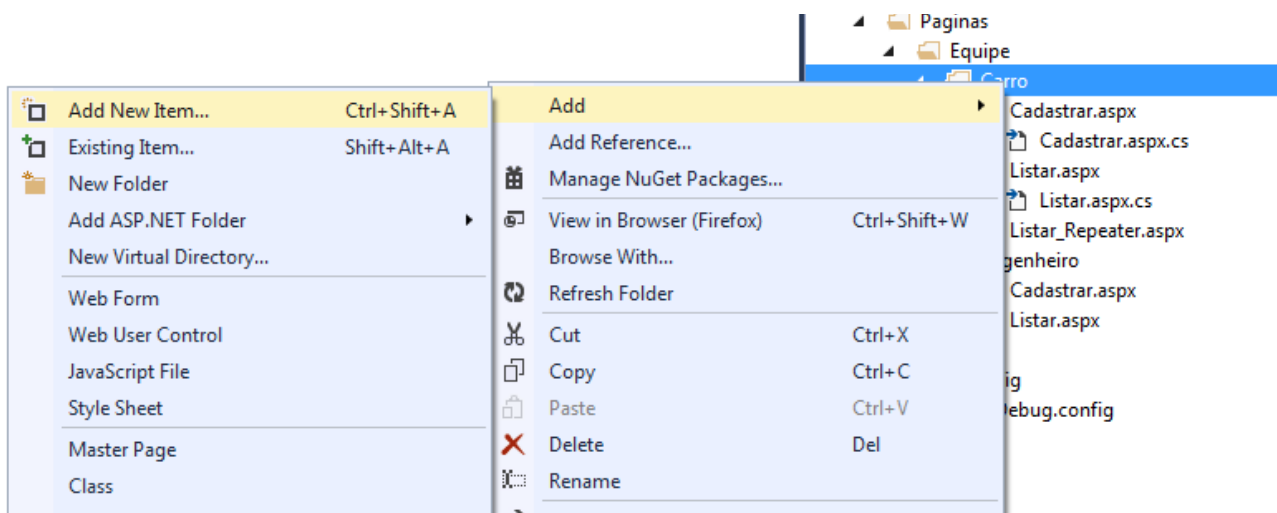 Add New Item... Ctrl+Shift+A
Existing Item... Shift+Alt+A
New Folder
Add ASP.NET Folder
New Virtual Directory...
Web Form
Web User Control
JavaScript File
Style Sheet
Master Page
Class
Add
Add Reference...
Manage NuGet Packages...
View in Browser (Firefox) Ctrl+Shift+W
Browse With...
Refresh Folder
Cut Ctrl+X
Copy Ctrl+C
Paste Ctrl+V
Delete Del
Rename
Paginas
Equipe
Carro
Cadastrar.aspx
Cadastrar.aspx.cs
Listar.aspx
Listar.aspx.cs
Listar_Repeater.aspx
genheiro
Cadastrar.aspx
Listar.aspx
ig
ebug.config